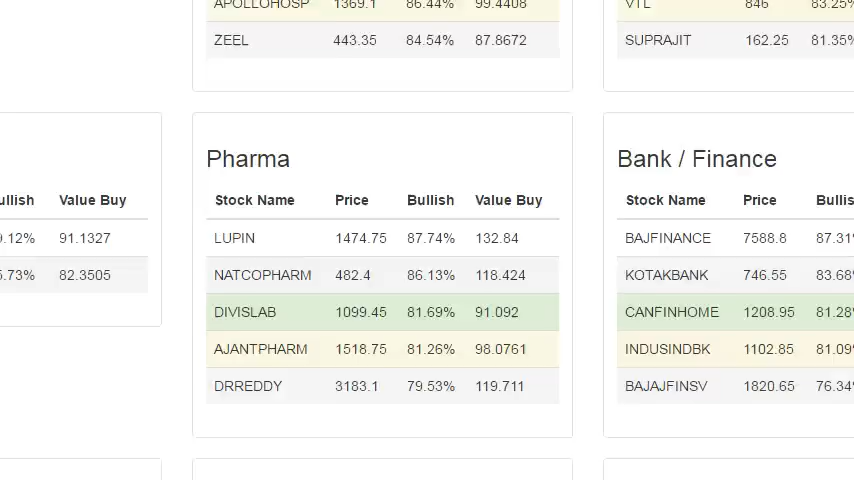 APOLLOHOSP 1369.1 86.44% 99.4408
ZEEL 443.35 84.54% 87.8672
VTL 846 83.25%
SUPRAJIT 162.25 81.35%
Value Buy
91.1327
82.3505
Pharma
Stock Name Price Bullish Value Buy
LUPIN 1474.75 87.74% 132.84
NATCOPHARM 482.4 86.13% 118.424
DIVISLAB 1099.45 81.69% 91.092
AJANTPHARM 1518.75 81.26% 98.0761
DRREDDY 3183.1 79.53% 119.711
Bank / Finance
Stock Name Price
BAJFINANCE 7588.8 87.31
KOTAKBANK 746.55 83.68
CANFINHOME 1208.95 81.28
INDUSINDBK 1102.85 81.09
BAJAJFINSV 1820.65 76.34